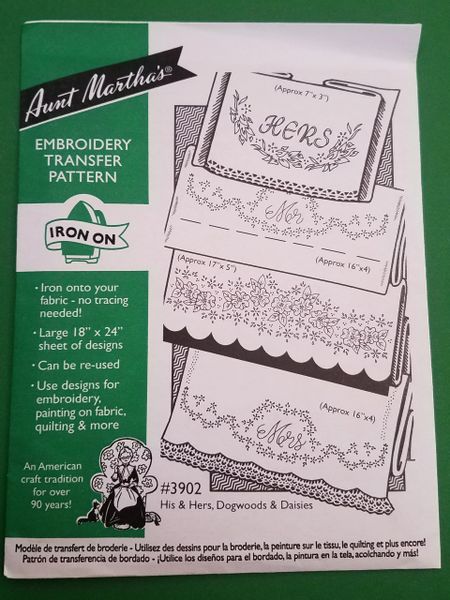 Aunt Martha's®
EMBROIDERY
TRANSFER
PATTERN
IRON ON
• Iron onto your
fabric - no tracing
needed!
• Large 18" x 24"
sheet of designs
• Can be re-used
• Use designs for
embroidery,
painting on fabric,
quilting & more
An American
craft tradition
for over
90 years!
(Approx 7"x 3")
HERS
Mr
(Approx 17"x 5")
(Approx 16"x4)
(Approx 16"x4)
Mrs
#3902
His & Hers, Dogwoods & Daisies
Modèle de transfert de broderie - Utilisez des dessins pour la broderie, la peinture sur le tissu, le quilting et plus encore!
Patrón de transferencia de bordado - ¡Utilice los diseños para el bordado, la pintura en la tela, acolchando y más!